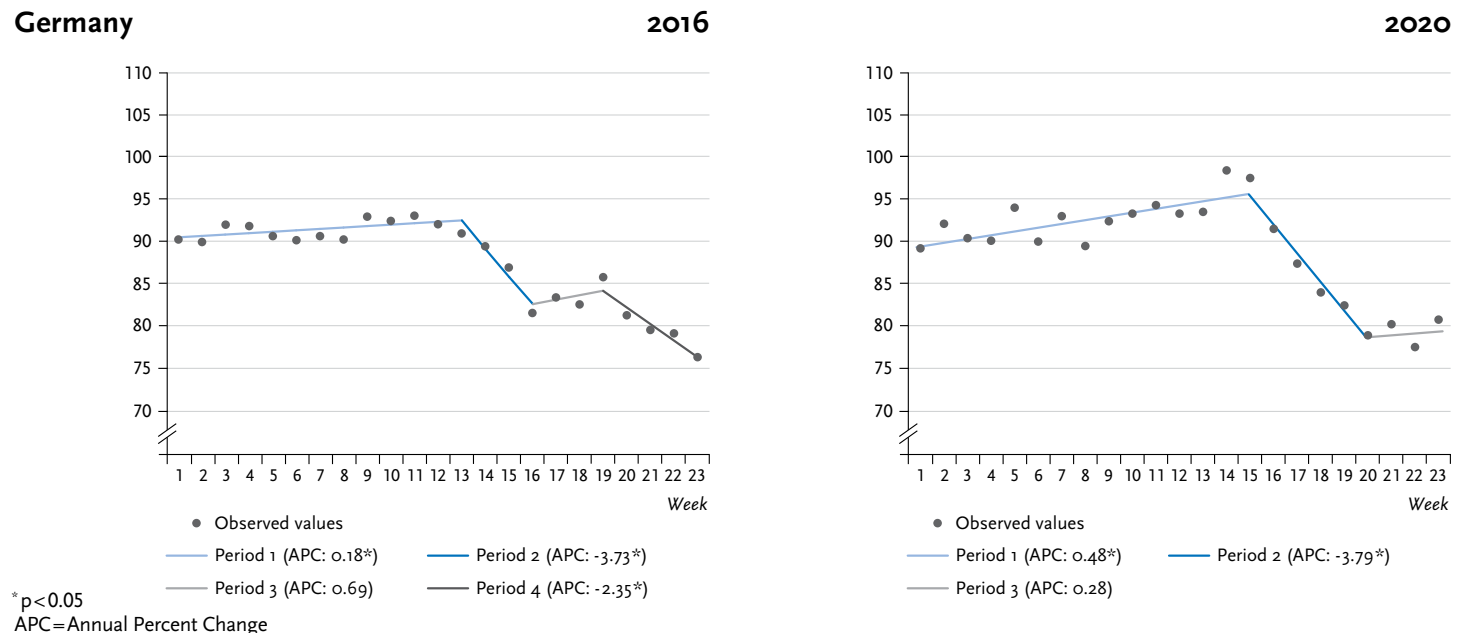 Germany
2016
110
105
100
95
90
85
80
75
70
1 2 3 4 5 6 7 8 9 10 11 12 13 14 15 16 17 18 19 20 21 22 23
Week
Observed values
Period 1 (APC: 0.18*) Period 2 (APC: -3.73*)
Period 3 (APC: 0.69) Period 4 (APC: -2.35*)
2020
110
105
100
95
90
85
80
75
70
1 2 3 4 5 6 7 8 9 10 11 12 13 14 15 16 17 18 19 20 21 22 23
Week
Observed values
Period 1 (APC: 0.48*) Period 2 (APC: -3.79*)
Period 3 (APC: 0.28)
*p<0.05
APC=Annual Percent Change